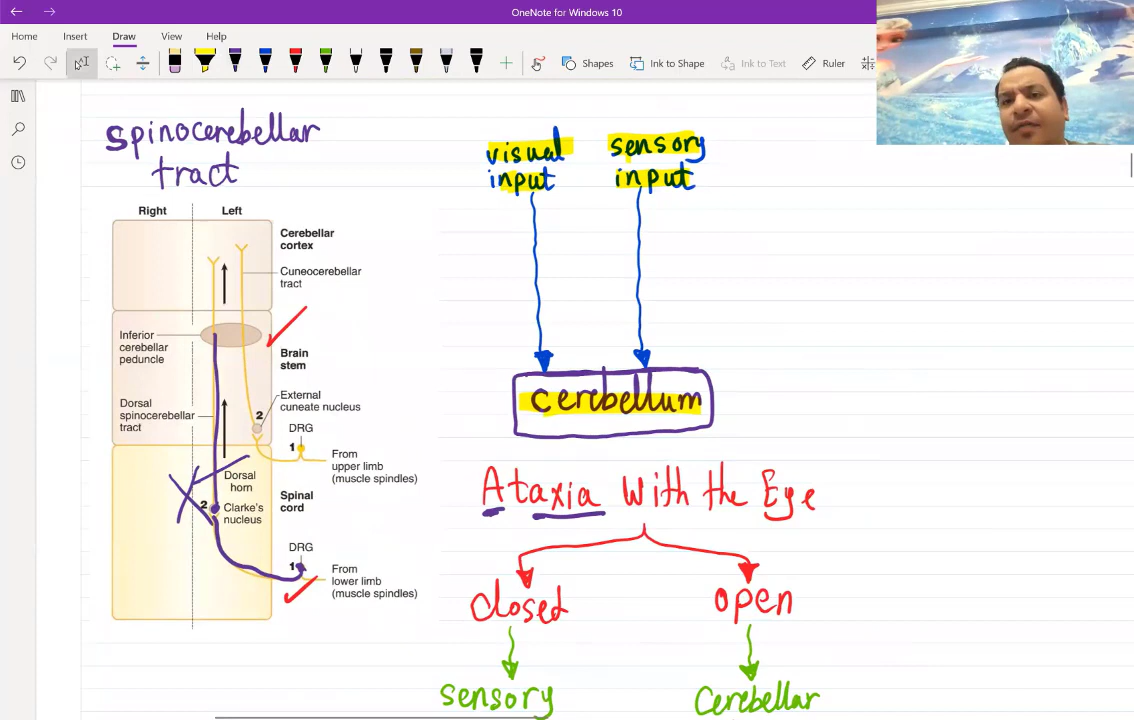 OneNote for Windows 10
Home Insert Draw View Help
Shapes Ink to Shape Ink to Text Ruler
Spinocerebellar
tract
visual
input
sensory
input
Right Left
Cerebellar
cortex
Cuneocerebellar
tract
Inferior
cerebellar
peduncle
Brain
stem
External
cuneate nucleus
2
Dorsal
spinocerebellar
tract
DRG
1
From
upper limb
(muscle spindles)
Dorsal
horn
Spinal
cord
2 Clarke's
nucleus
DRG
1
From
lower limb
(muscle spindles)
cerebellum
Ataxia With the Eye
closed
open
Sensory
Cerebellar